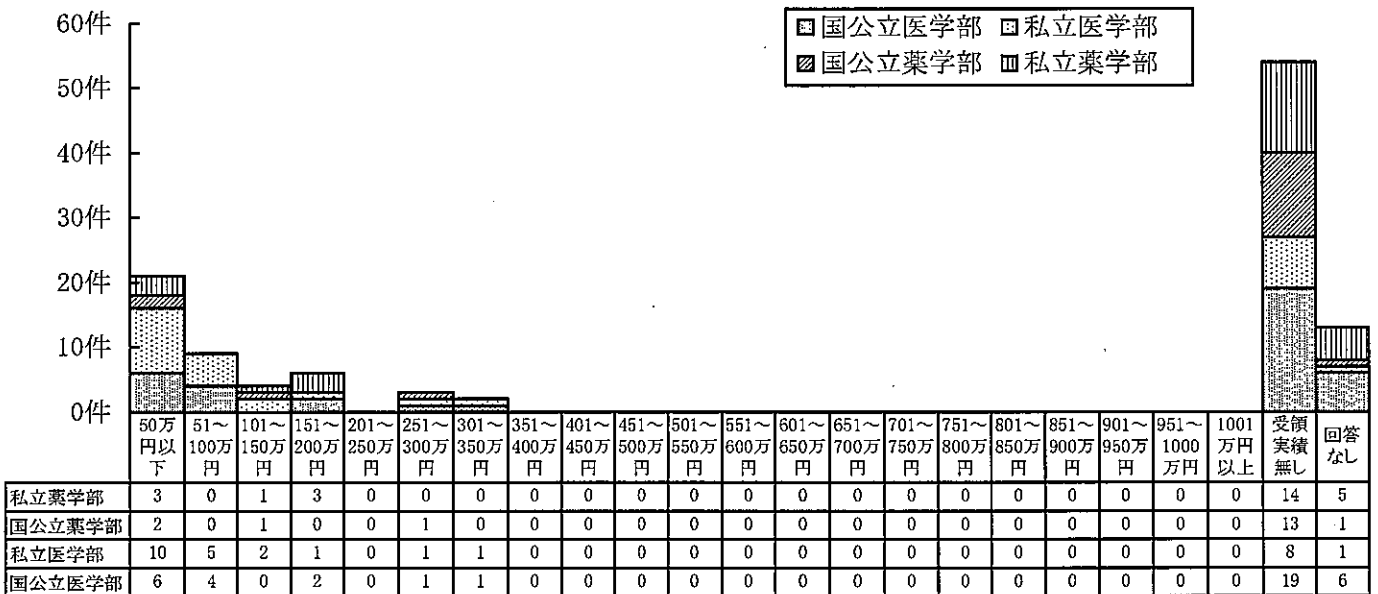 60件
50件
40件
30件
20件
10件
0件
国公立医学部 私立医学部
国公立薬学部 私立薬学部
50万円以下 51～100万円 101～150万円 151～200万円 201～250万円 251～300万円 301～350万円 351～400万円 401～450万円 451～500万円 501～550万円 551～600万円 601～650万円 651～700万円 701～750万円 751～800万円 801～850万円 851～900万円 901～950万円 951～1000万円 1001万円以上 受領実績無し 回答なし
私立薬学部 3 0 1 3 0 0 0 0 0 0 0 0 0 0 0 0 0 0 0 0 0 14 5
国公立薬学部 2 0 1 0 0 1 0 0 0 0 0 0 0 0 0 0 0 0 0 0 0 13 1
私立医学部 10 5 2 1 0 1 1 0 0 0 0 0 0 0 0 0 0 0 0 0 0 8 1
国公立医学部 6 4 0 2 0 1 1 0 0 0 0 0 0 0 0 0 0 0 0 0 0 19 6